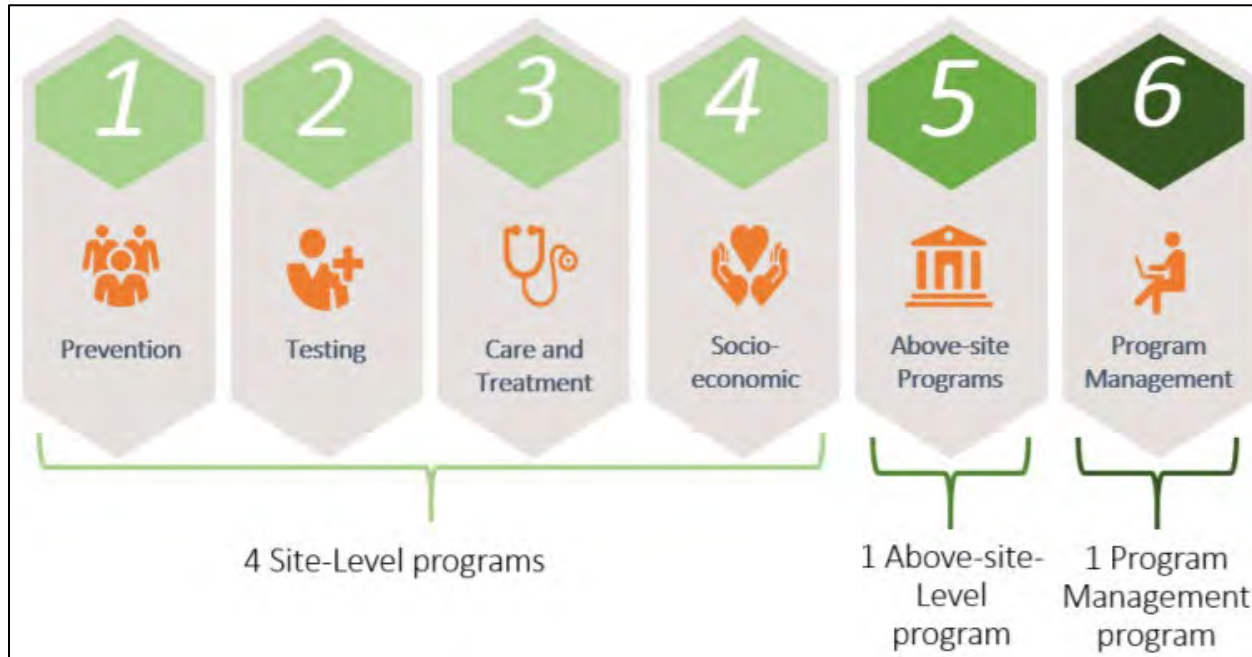 1
2
3
4
5
6
Prevention
Testing
Care and
Treatment
Socio-
economic
Above-site
Programs
Program
Management
4 Site-Level programs
1 Above-site-
Level
program
1 Program
Management
program